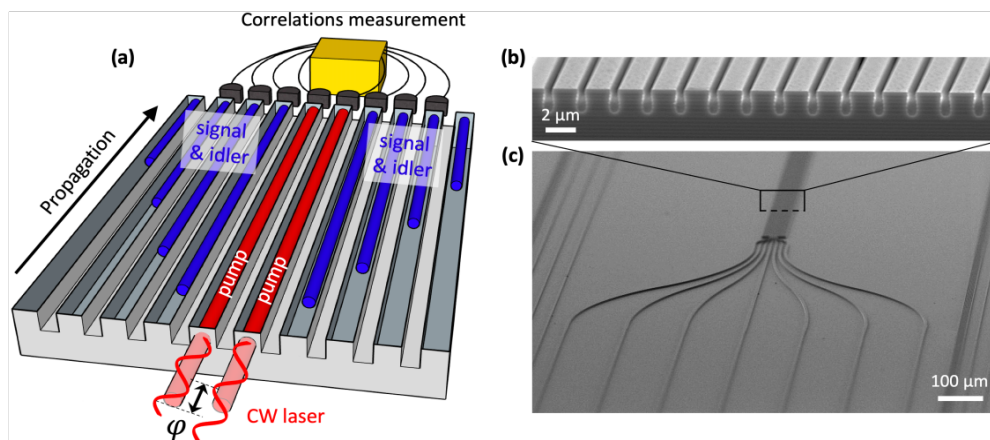 Correlations measurement
(a)
Propagation
signal
& idler
signal
& idler
pump
pump
φ
CW laser
(b)
2 μm
(c)
100 μm